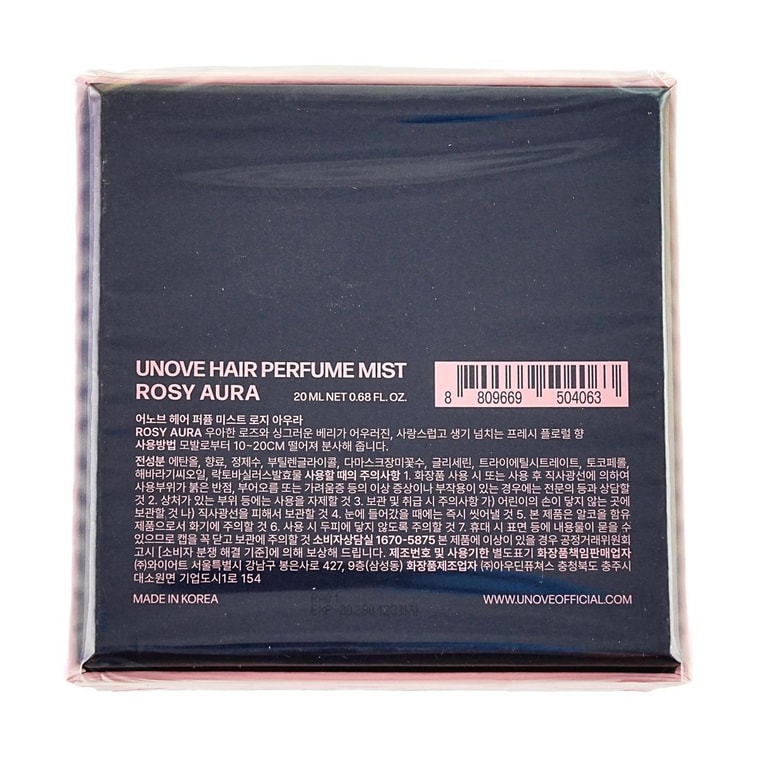 UNOVE HAIR PERFUME MIST
ROSY AURA 20 ML NET 0.68 FL. OZ.
8 809669 504063
어노브 헤어 퍼퓸 미스트 로지 아우라
ROSY AURA 우아한 로즈와 싱그러운 베리가 어우러진, 사랑스럽고 생기 넘치는 프레시 플로럴 향
사용방법 모발로부터 10~20CM 떨어져 분사해 줍니다.
전성분 에탄올, 향료, 정제수, 부틸렌글라이콜, 다마스크장미꽃수, 글리세린, 트라이에틸시트레이트, 토코페롤,
해바라기씨오일, 락토바실러스발효물 사용할 때의 주의사항 1. 화장품 사용 시 또는 사용 후 직사광선에 의하여
사용부위가 붉은 반점, 부어오름 또는 가려움증 등의 이상 증상이나 부작용이 있는 경우에는 전문의 등과 상담할
것 2. 상처가 있는 부위 등에는 사용을 자제할 것 3. 보관 및 취급 시 주의사항 가) 어린이의 손이 닿지 않는 곳에
보관할 것 나) 직사광선을 피해서 보관할 것 4. 눈에 들어갔을 때에는 즉시 씻어낼 것 5. 본 제품은 알코올 함유
제품으로서 화기에 주의할 것 6. 사용 시 두피에 닿지 않도록 주의할 것 7. 휴대 시 표면 등에 내용물이 묻을 수
있으므로 캡을 꼭 닫고 보관에 주의할 것 소비자상담실 1670-5875 본 제품에 이상이 있을 경우 공정거래위원회
고시 [소비자 분쟁 해결 기준]에 의해 보상해 드립니다. 제조번호 및 사용기한 별도표기 화장품책임판매업자
(주)와이어트 서울특별시 강남구 봉은사로 427, 9층(삼성동) 화장품제조업자 (주)아우딘퓨쳐스 충청북도 충주시
대소원면 기업도시1로 154
MADE IN KOREA WWW.UNOVEOFFICIAL.COM
EXP